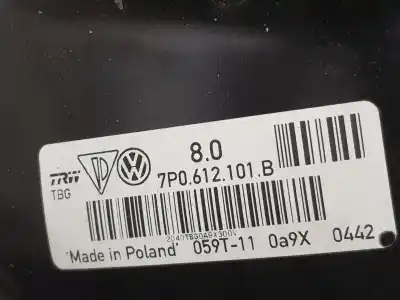 8.0
TRW
TBG
7P0.612.101.B
"Made in Poland" 059T-11 0a9X 0442